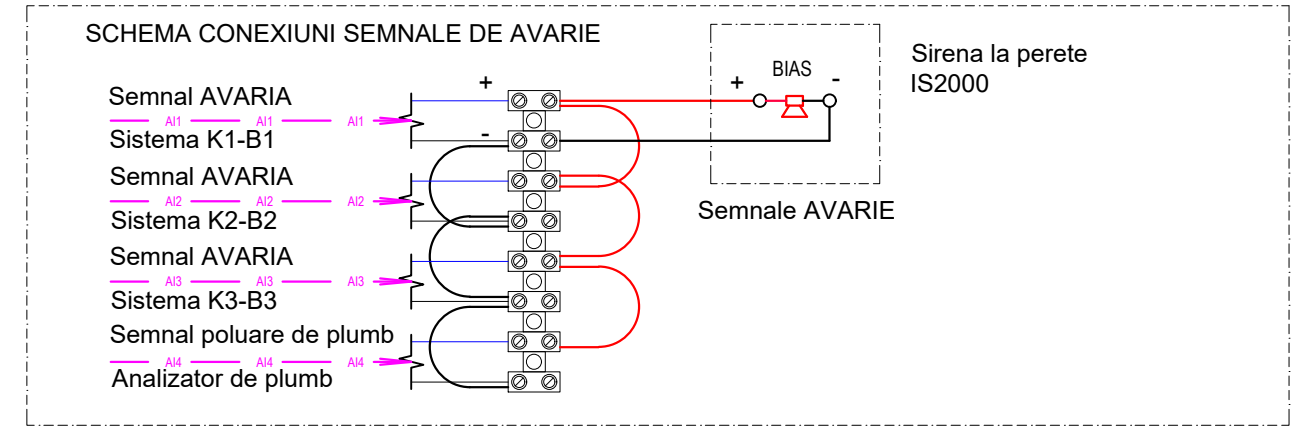 SCHEMA CONEXIUNI SEMNALE DE AVARIE
Sirena la perete
IS2000
+ BIAS -
Semnale AVARIE
+
-
Semnal AVARIA
AI1 AI1 AI1
Sistema K1-B1
Semnal AVARIA
AI2 AI2 AI2
Sistema K2-B2
Semnal AVARIA
AI3 AI3 AI3
Sistema K3-B3
Semnal poluare de plumb
AI4 AI4 AI4
Analizator de plumb